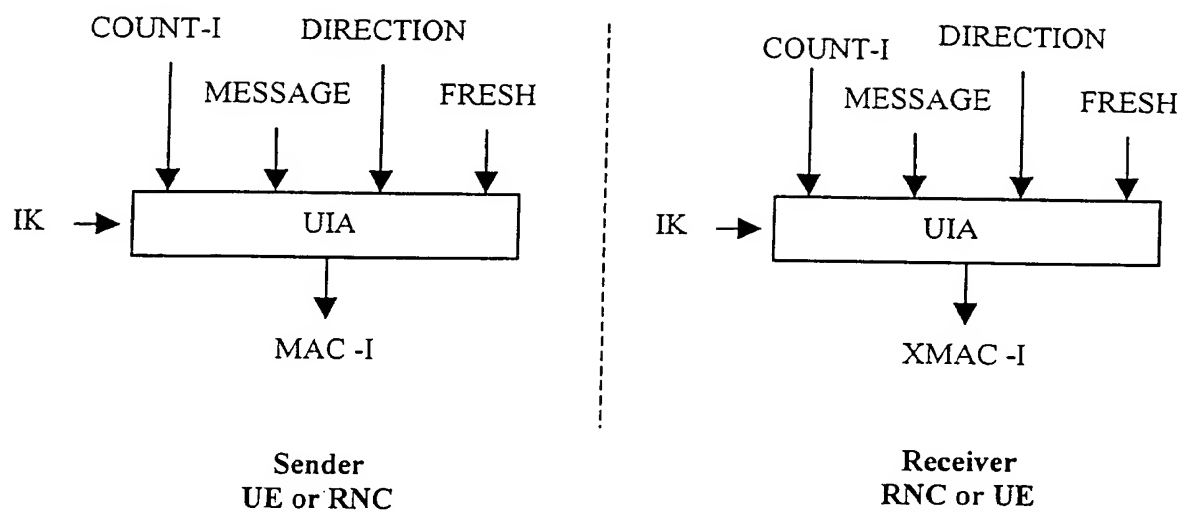 COUNT-I DIRECTION
MESSAGE FRESH
IK UIA
MAC -I
Sender
UE or RNC
COUNT-I DIRECTION
MESSAGE FRESH
IK UIA
XMAC -I
Receiver
RNC or UE